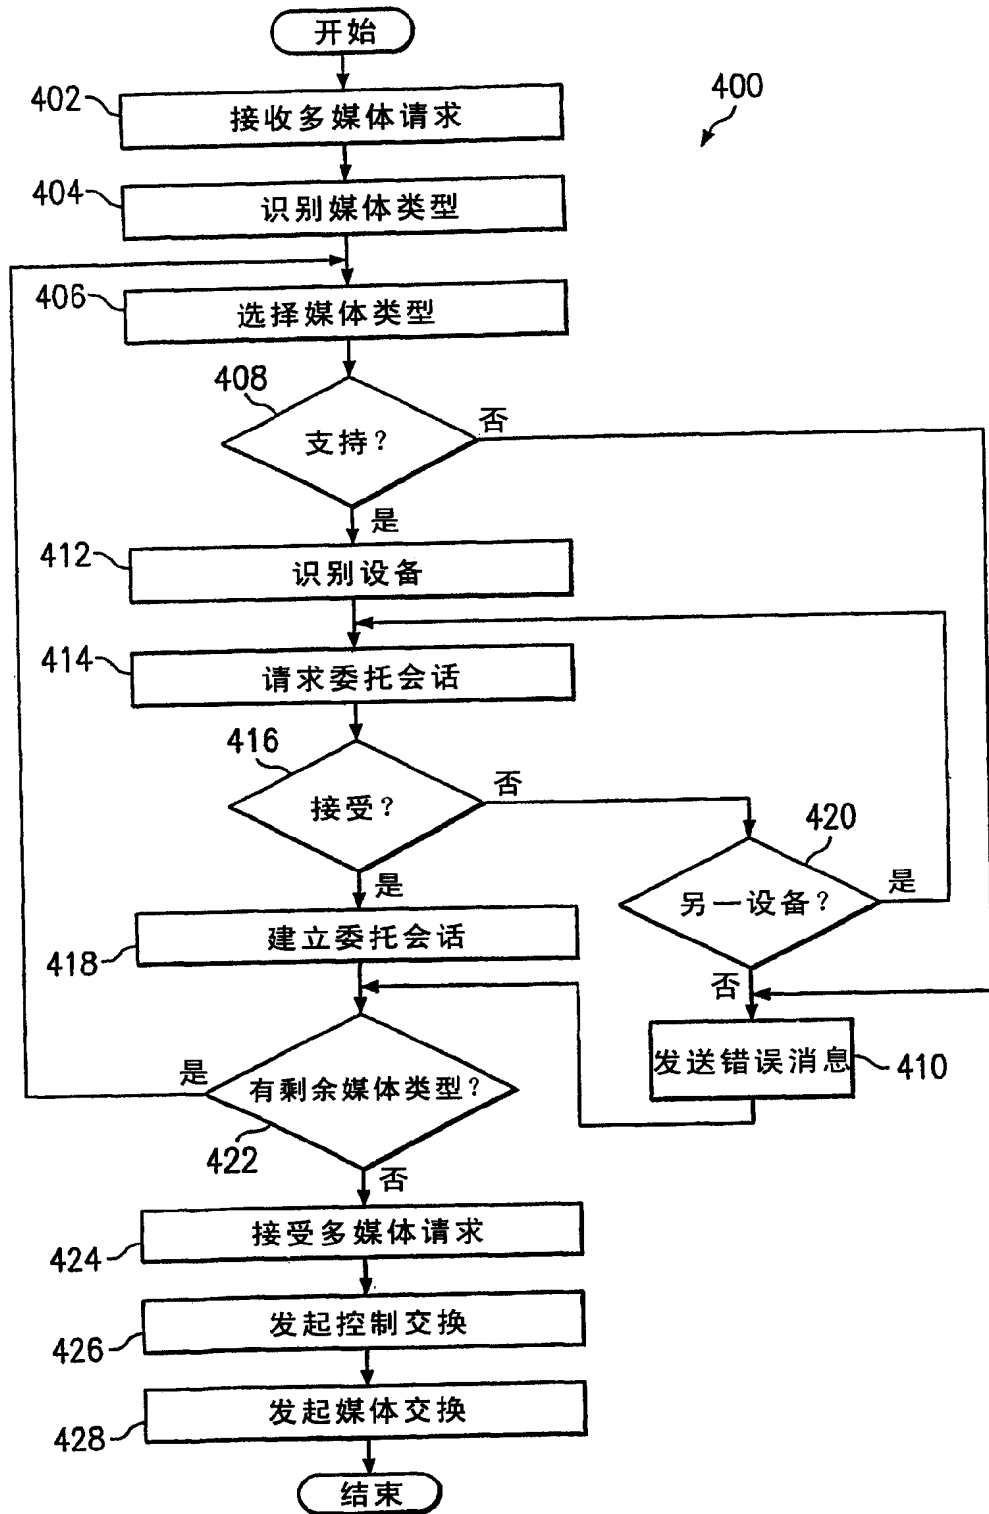 开始
400
402
接收多媒体请求
404
识别媒体类型
406
选择媒体类型
408
支持?
否
是
412
识别设备
414
请求委托会话
416
接受?
否
是
420
另一设备?
是
否
418
建立委托会话
发送错误消息
410
有剩余媒体类型?
是
422
否
424
接受多媒体请求
426
发起控制交换
428
发起媒体交换
结束